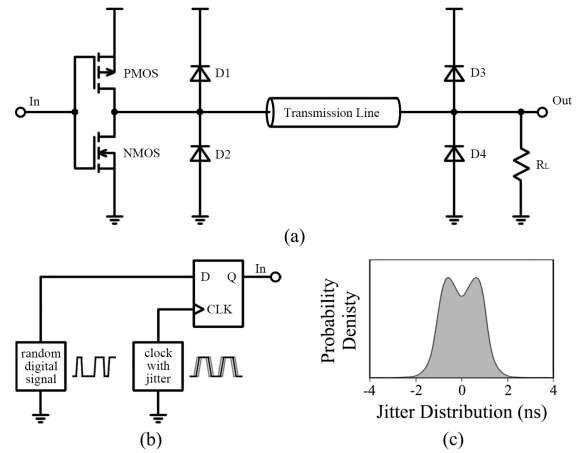 In
PMOS
NMOS
D1
D2
Transmission Line
D3
D4
Out
RL
(a)
D Q
CLK
In
random
digital
signal
clock
with
jitter
(b)
Probability
Denisty
-4 -2 0 2 4
Jitter Distribution (ns)
(c)